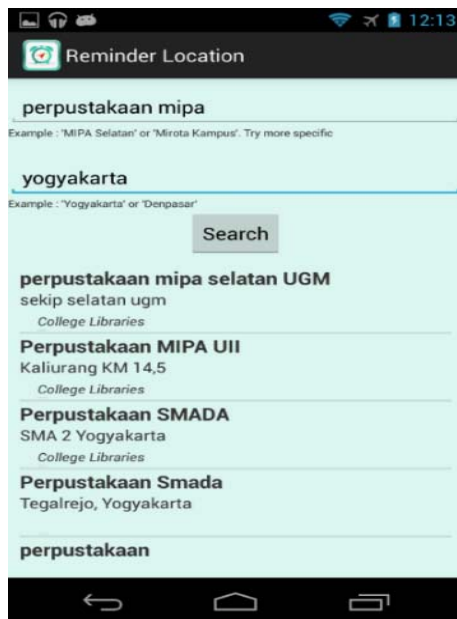 12:13
Reminder Location
perpustakaan mipa
Example : 'MIPA Selatan' or 'Mirota Kampus'. Try more specific
yogyakarta
Example : 'Yogyakarta' or 'Denpasar'
Search
perpustakaan mipa selatan UGM
sekip selatan ugm
College Libraries
Perpustakaan MIPA UII
Kaliurang KM 14,5
College Libraries
Perpustakaan SMADA
SMA 2 Yogyakarta
College Libraries
Perpustakaan Smada
Tegalrejo, Yogyakarta
perpustakaan